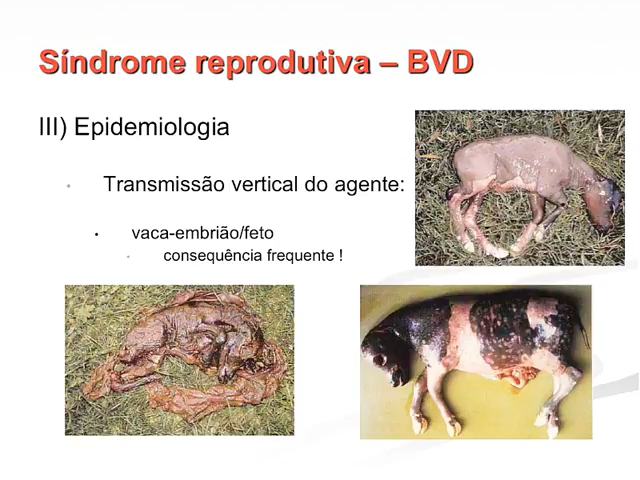 Síndrome reprodutiva – BVD
III) Epidemiologia
Transmissão vertical do agente:
vaca-embrião/feto
consequência frequente !